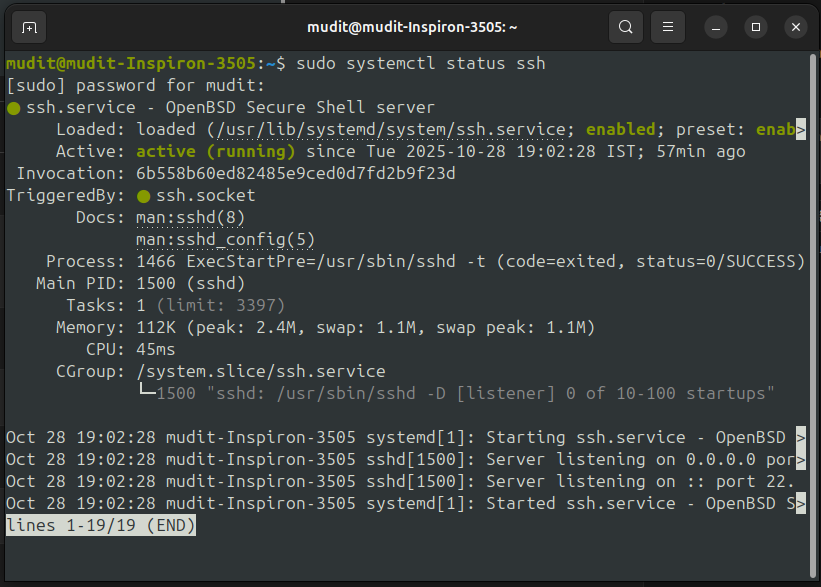 mudit@mudit-Inspiron-3505: ~
mudit@mudit-Inspiron-3505:~$ sudo systemctl status ssh
[sudo] password for mudit:
● ssh.service - OpenBSD Secure Shell server
     Loaded: loaded (/usr/lib/systemd/system/ssh.service; enabled; preset: enab>
     Active: active (running) since Tue 2025-10-28 19:02:28 IST; 57min ago
 Invocation: 6b558b60ed82485e9ced0d7fd2b9f23d
TriggeredBy: ● ssh.socket
       Docs: man:sshd(8)
             man:sshd_config(5)
    Process: 1466 ExecStartPre=/usr/sbin/sshd -t (code=exited, status=0/SUCCESS)
   Main PID: 1500 (sshd)
      Tasks: 1 (limit: 3397)
     Memory: 112K (peak: 2.4M, swap: 1.1M, swap peak: 1.1M)
        CPU: 45ms
     CGroup: /system.slice/ssh.service
             └─1500 "sshd: /usr/sbin/sshd -D [listener] 0 of 10-100 startups"
Oct 28 19:02:28 mudit-Inspiron-3505 systemd[1]: Starting ssh.service - OpenBSD >
Oct 28 19:02:28 mudit-Inspiron-3505 sshd[1500]: Server listening on 0.0.0.0 por>
Oct 28 19:02:28 mudit-Inspiron-3505 sshd[1500]: Server listening on :: port 22.
Oct 28 19:02:28 mudit-Inspiron-3505 systemd[1]: Started ssh.service - OpenBSD S>
lines 1-19/19 (END)